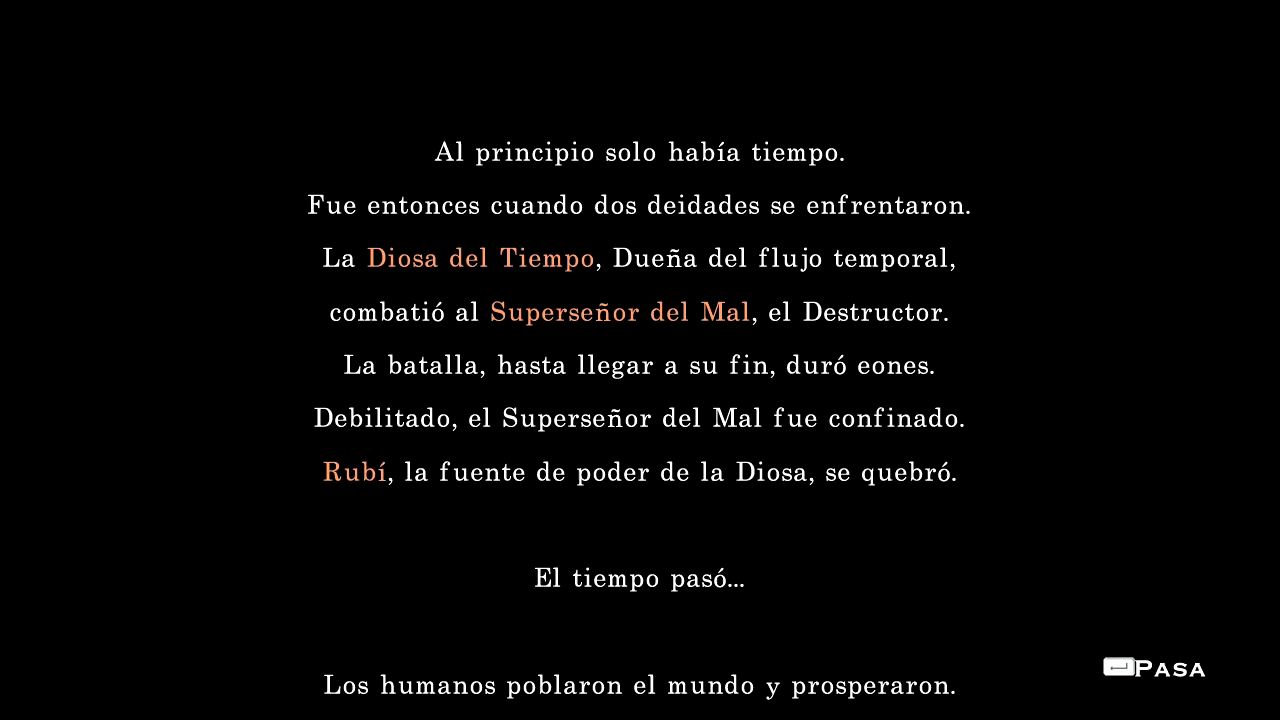 Al principio solo había tiempo.
Fue entonces cuando dos deidades se enfrentaron.
La Diosa del Tiempo, Dueña del flujo temporal,
combatió al Superseñor del Mal, el Destructor.
La batalla, hasta llegar a su fin, duró eones.
Debilitado, el Superseñor del Mal fue confinado.
Rubí, la fuente de poder de la Diosa, se quebró.
El tiempo pasó...
PASA
Los humanos poblaron el mundo y prosperaron.